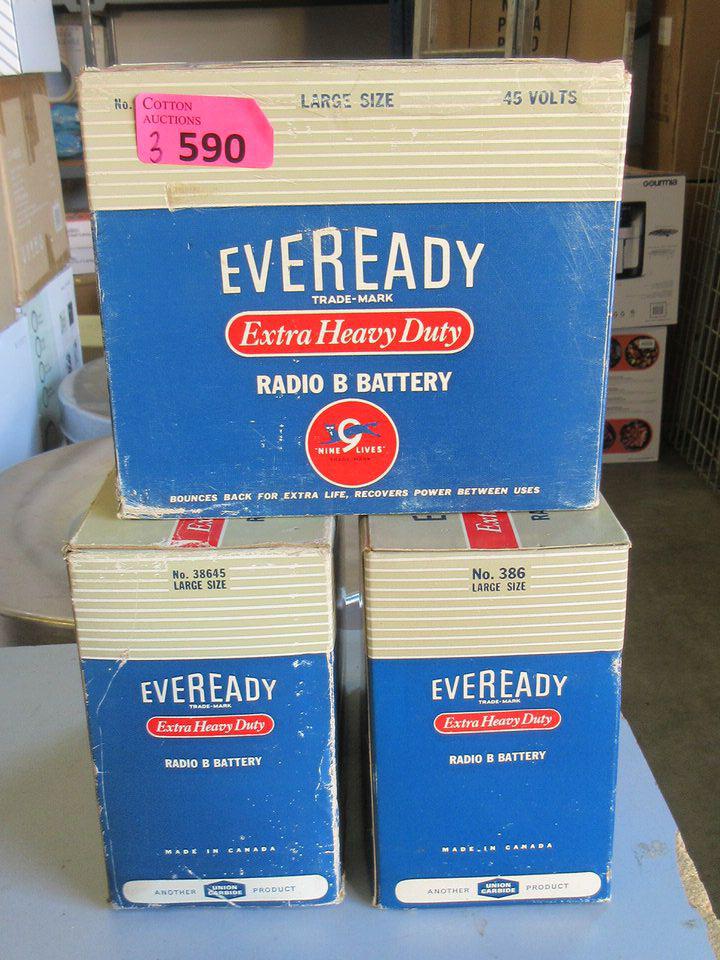 No.
COTTON
AUCTIONS
3 590
LARGE SIZE
45 VOLTS
EVEREADY
TRADE-MARK
Extra Heavy Duty
RADIO B BATTERY
9
"NINE LIVES"
TRADE MARK
BOUNCES BACK FOR EXTRA LIFE, RECOVERS POWER BETWEEN USES
No. 38645
LARGE SIZE
EVEREADY
TRADE-MARK
Extra Heavy Duty
RADIO B BATTERY
MADE IN CANADA
ANOTHER UNION CARBIDE PRODUCT
No. 386
LARGE SIZE
EVEREADY
TRADE-MARK
Extra Heavy Duty
RADIO B BATTERY
MADE IN CANADA
ANOTHER UNION CARBIDE PRODUCT
gourmia